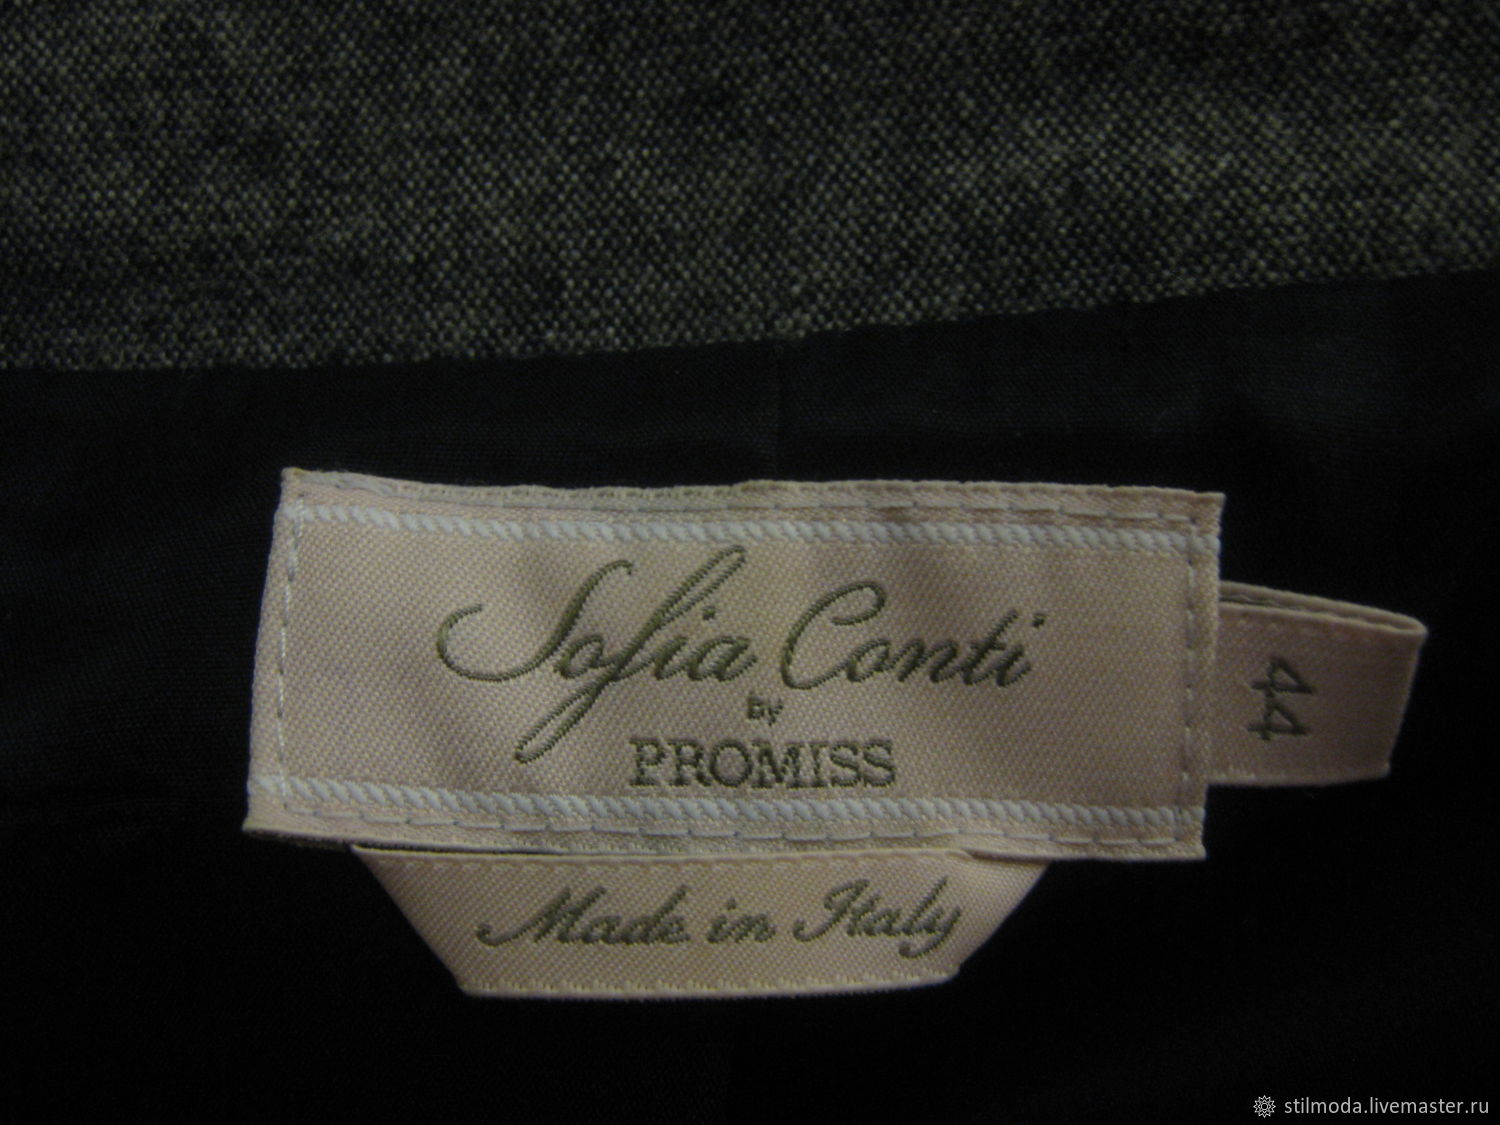 Sofia Conti
by
PROMISS
44
Made in Italy
stilmoda.livemaster.ru